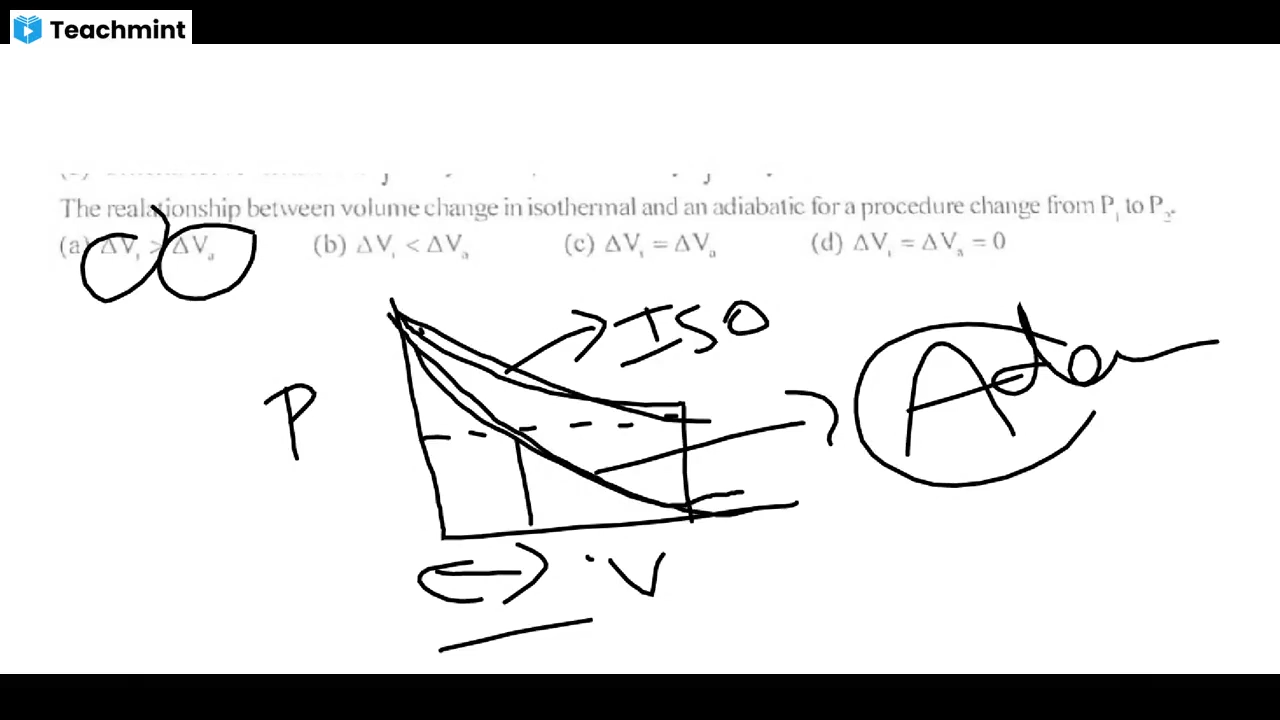 Teachmint
The realationship between volume change in isothermal and an adiabatic for a procedure change from P₁ to P₂.
(a) ΔVᵢ > ΔVₐ (b) ΔVᵢ < ΔVₐ (c) ΔVᵢ = ΔVₐ (d) ΔVᵢ = ΔVₐ = 0
ISO
P
V